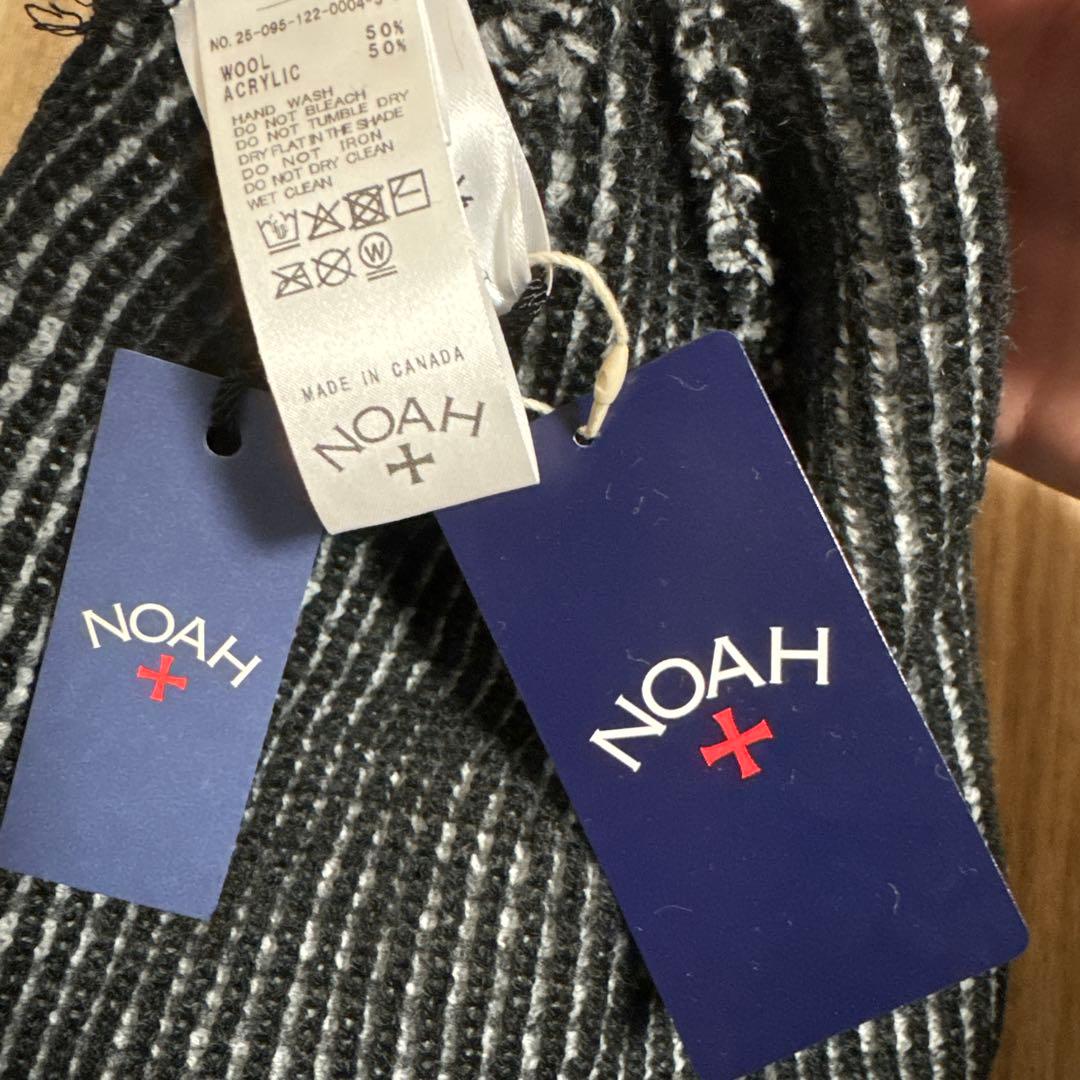 NO. 25-095-122-0004-3
WOOL 50%
ACRYLIC 50%
HAND WASH
DO NOT BLEACH
DO NOT TUMBLE DRY
DRY FLAT IN THE SHADE
DO NOT IRON
DO NOT DRY CLEAN
WET CLEAN
W
MADE IN CANADA
NOAH
NOAH
NOAH